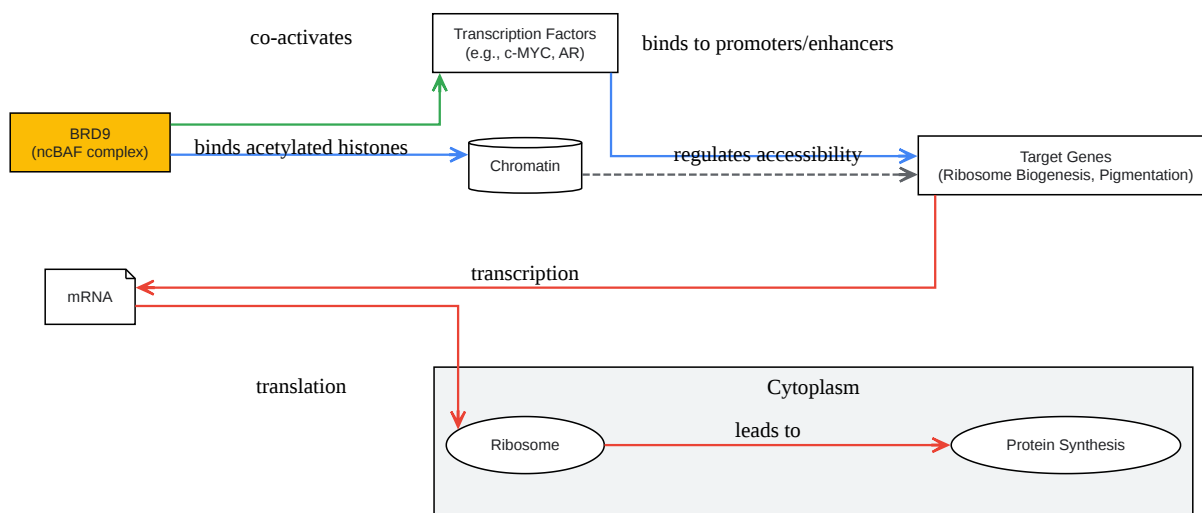 co-activates
Transcription Factors
(e.g., c-MYC, AR)
binds to promoters/enhancers
BRD9
(ncBAF complex)
binds acetylated histones
Chromatin
regulates accessibility
Target Genes
(Ribosome Biogenesis, Pigmentation)
transcription
mRNA
translation
Cytoplasm
Ribosome
leads to
Protein Synthesis